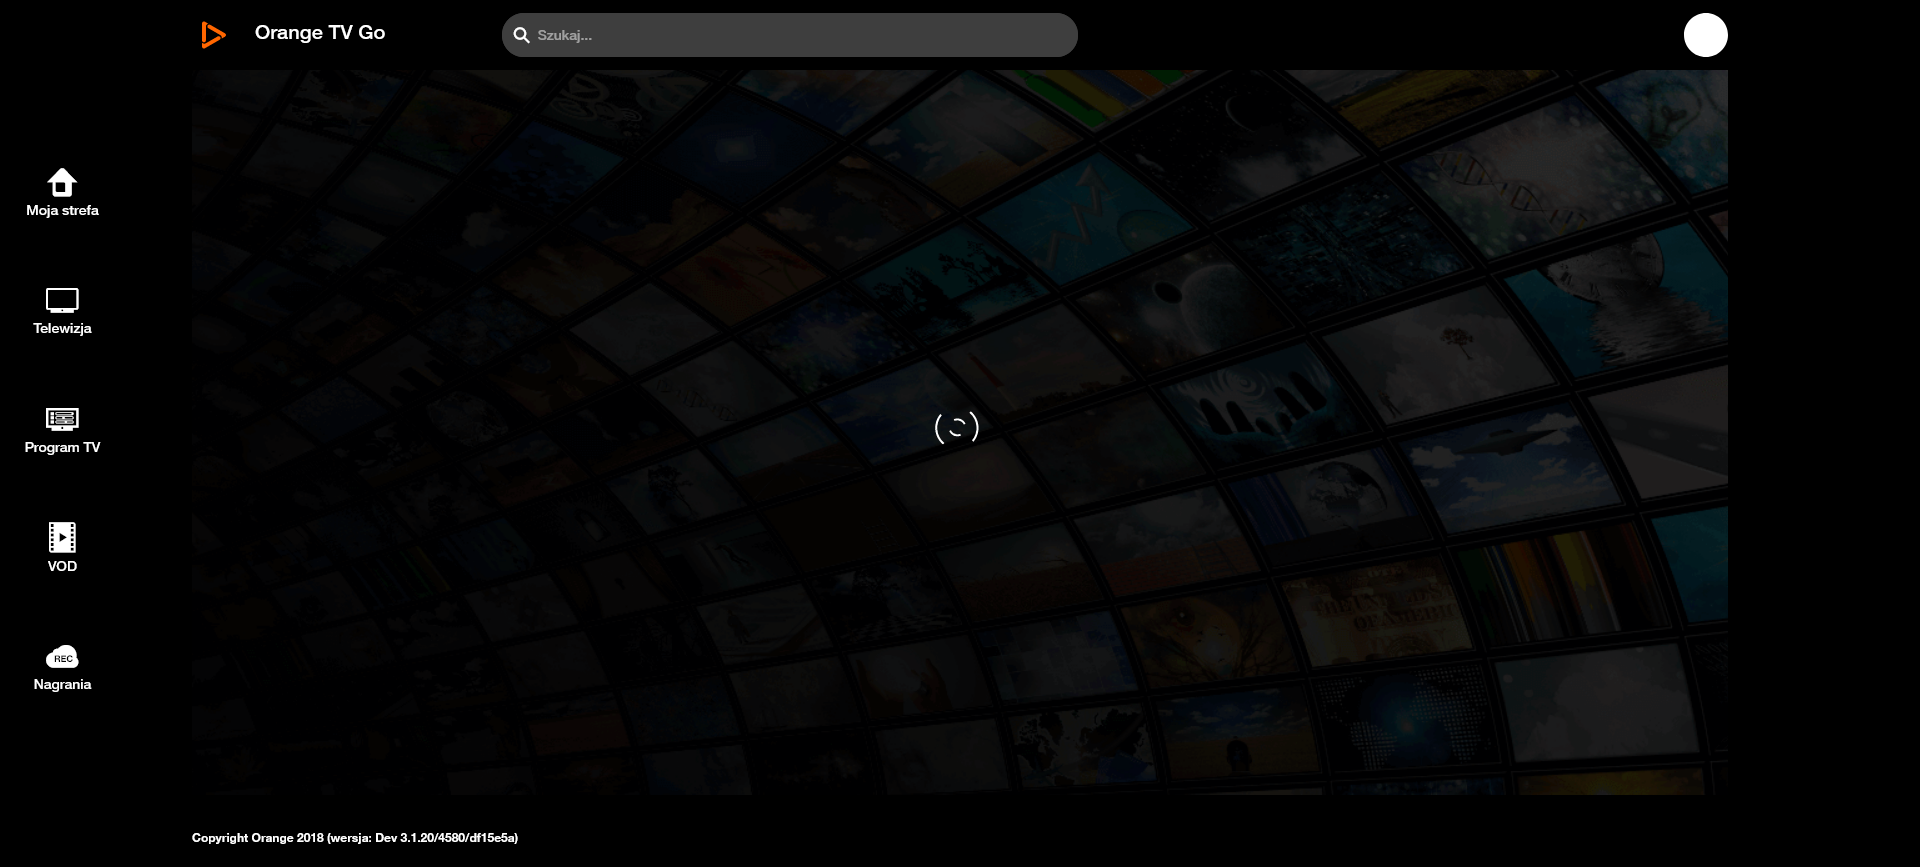 Orange TV Go
Szukaj...
Moja strefa
Telewizja
Program TV
VOD
REC
Nagrania
Copyright Orange 2018 (wersja: Dev 3.1.20/4580/df15e5a)